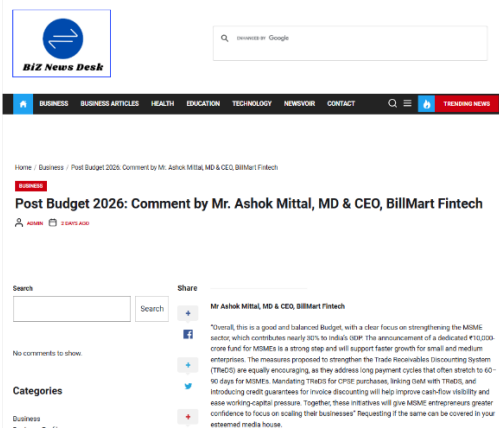 BiZ News Desk
ENHANCED BY Google
BUSINESS BUSINESS ARTICLES HEALTH EDUCATION TECHNOLOGY NEWSVOIR CONTACT TRENDING NEWS
Home / Business / Post Budget 2026: Comment by Mr. Ashok Mittal, MD & CEO, BillMart Fintech
BUSINESS
Post Budget 2026: Comment by Mr. Ashok Mittal, MD & CEO, BillMart Fintech
ADMIN 2 DAYS AGO
Search
Search
No comments to show.
Categories
Business
Share
Mr Ashok Mittal, MD & CEO, BillMart Fintech
"Overall, this is a good and balanced Budget, with a clear focus on strengthening the MSME
sector, which contributes nearly 30% to India's GDP. The announcement of a dedicated ₹10,000-
crore fund for MSMEs is a strong step and will support faster growth for small and medium
enterprises. The measures proposed to strengthen the Trade Receivables Discounting System
(TReDS) are equally encouraging, as they address long payment cycles that often stretch to 60–
90 days for MSMEs. Mandating TReDS for CPSE purchases, linking GeM with TReDS, and
introducing credit guarantees for invoice discounting will help improve cash-flow visibility and
ease working-capital pressure. Together, these initiatives will give MSME entrepreneurs greater
confidence to focus on scaling their businesses" Requesting if the same can be covered in your
esteemed media house.